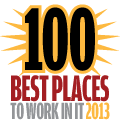 100
BEST PLACES
TO WORK IN IT 2013